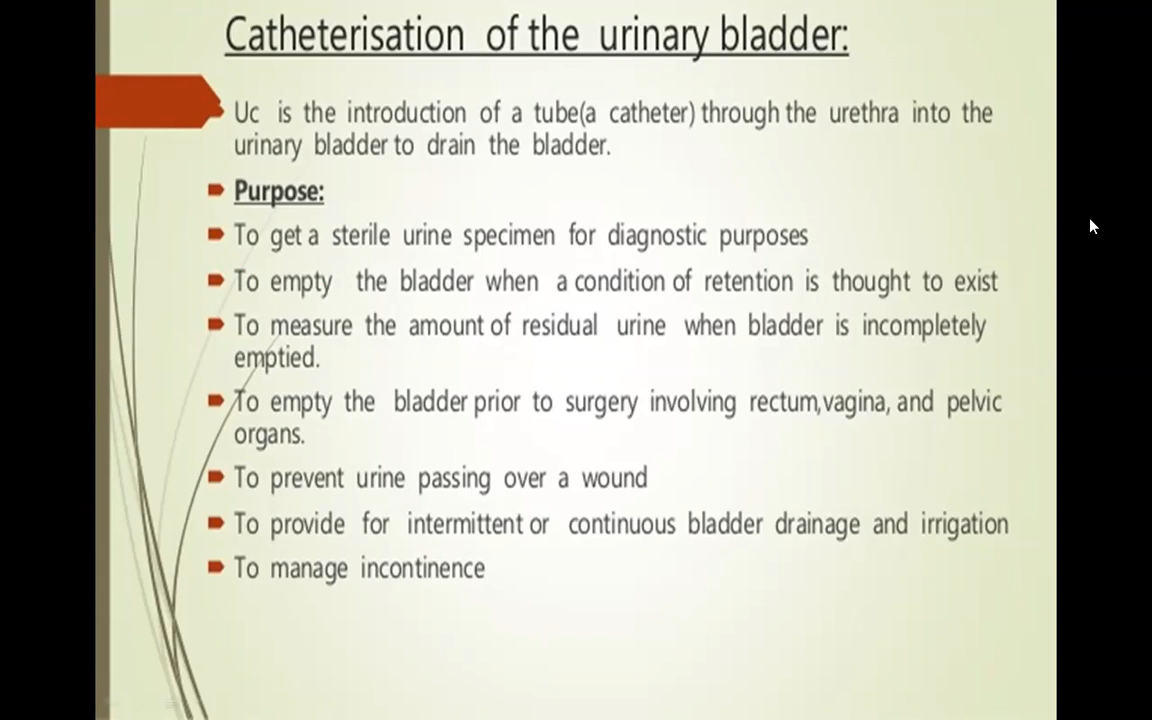 Catheterisation of the urinary bladder:
Uc is the introduction of a tube(a catheter) through the urethra into the
urinary bladder to drain the bladder.
Purpose:
To get a sterile urine specimen for diagnostic purposes
To empty the bladder when a condition of retention is thought to exist
To measure the amount of residual urine when bladder is incompletely
emptied.
To empty the bladder prior to surgery involving rectum,vagina, and pelvic
organs.
To prevent urine passing over a wound
To provide for intermittent or continuous bladder drainage and irrigation
To manage incontinence